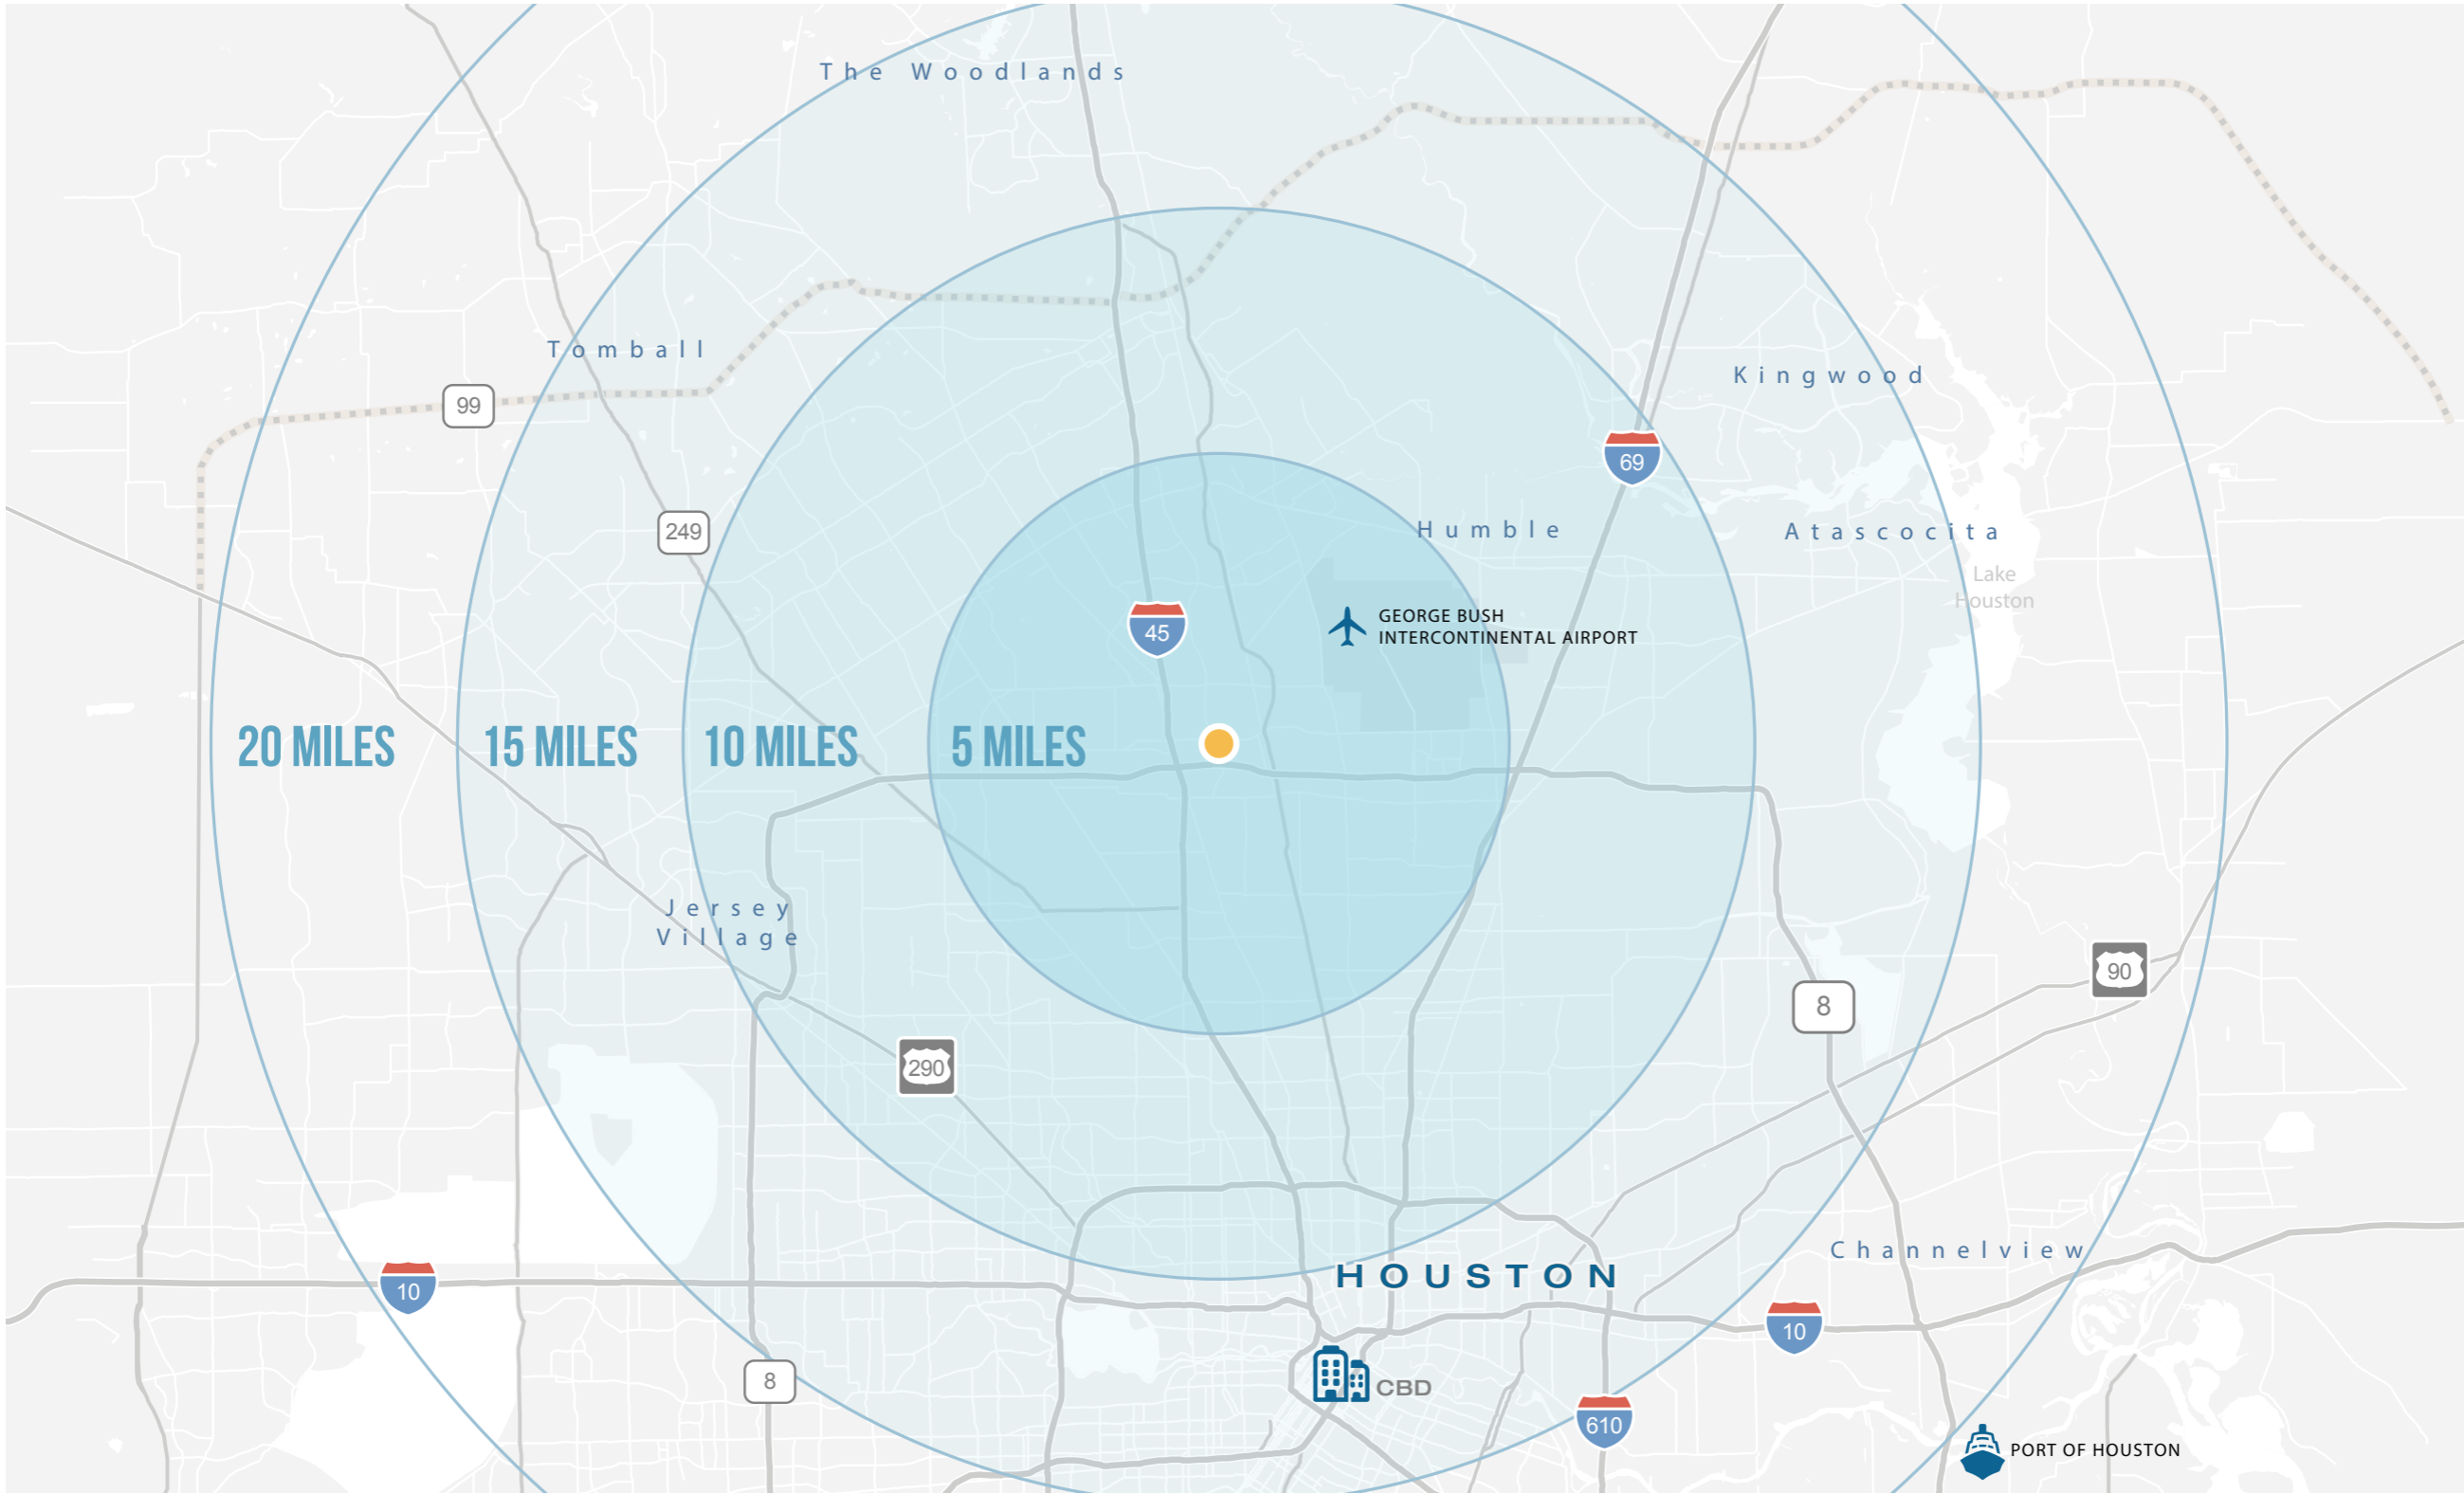 The Woodlands
Tomball
Kingwood
99
69
249
Humble
Atascocita
Lake
Houston
45
GEORGE BUSH
INTERCONTINENTAL AIRPORT
20 MILES
15 MILES
10 MILES
5 MILES
Jersey
Village
90
8
290
Channelview
HOUSTON
10
10
8
CBD
610
PORT OF HOUSTON